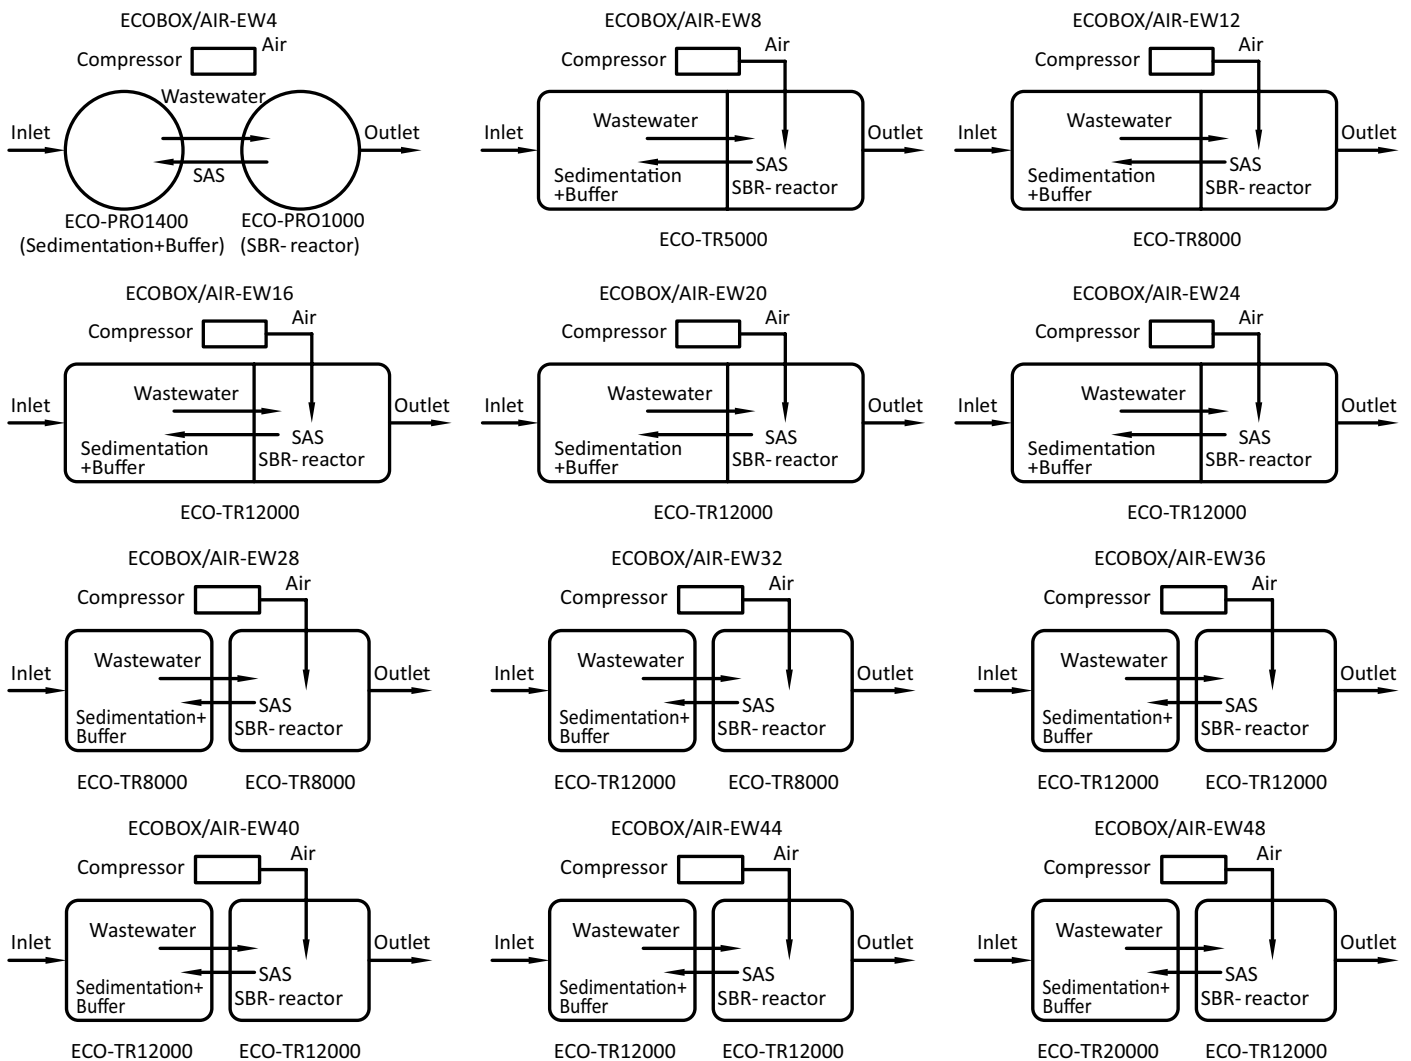 ECOBOX/AIR-EW4
Air
Compressor
Wastewater
Inlet
Outlet
SAS
ECO-PRO1400
(Sedimentation+Buffer)
ECO-PRO1000
(SBR- reactor)
ECOBOX/AIR-EW8
Air
Compressor
Inlet
Wastewater
Outlet
SAS
Sedimentation
+Buffer
SBR- reactor
ECO-TR5000
ECOBOX/AIR-EW12
Air
Compressor
Inlet
Wastewater
Outlet
SAS
Sedimentation
+Buffer
SBR- reactor
ECO-TR8000
ECOBOX/AIR-EW16
Air
Compressor
Inlet
Wastewater
Outlet
SAS
Sedimentation
+Buffer
SBR- reactor
ECO-TR12000
ECOBOX/AIR-EW20
Air
Compressor
Inlet
Wastewater
Outlet
SAS
Sedimentation
+Buffer
SBR- reactor
ECO-TR12000
ECOBOX/AIR-EW24
Air
Compressor
Inlet
Wastewater
Outlet
SAS
Sedimentation
+Buffer
SBR- reactor
ECO-TR12000
ECOBOX/AIR-EW28
Air
Compressor
Inlet
Wastewater
Outlet
SAS
Sedimentation+
Buffer
SBR- reactor
ECO-TR8000
ECO-TR8000
ECOBOX/AIR-EW32
Air
Compressor
Inlet
Wastewater
Outlet
SAS
Sedimentation+
Buffer
SBR- reactor
ECO-TR12000
ECO-TR8000
ECOBOX/AIR-EW36
Air
Compressor
Inlet
Wastewater
Outlet
SAS
Sedimentation+
Buffer
SBR- reactor
ECO-TR12000
ECO-TR12000
ECOBOX/AIR-EW40
Air
Compressor
Inlet
Wastewater
Outlet
SAS
Sedimentation+
Buffer
SBR- reactor
ECO-TR12000
ECO-TR12000
ECOBOX/AIR-EW44
Air
Compressor
Inlet
Wastewater
Outlet
SAS
Sedimentation+
Buffer
SBR- reactor
ECO-TR12000
ECO-TR12000
ECOBOX/AIR-EW48
Air
Compressor
Inlet
Wastewater
Outlet
SAS
Sedimentation+
Buffer
SBR- reactor
ECO-TR20000
ECO-TR12000